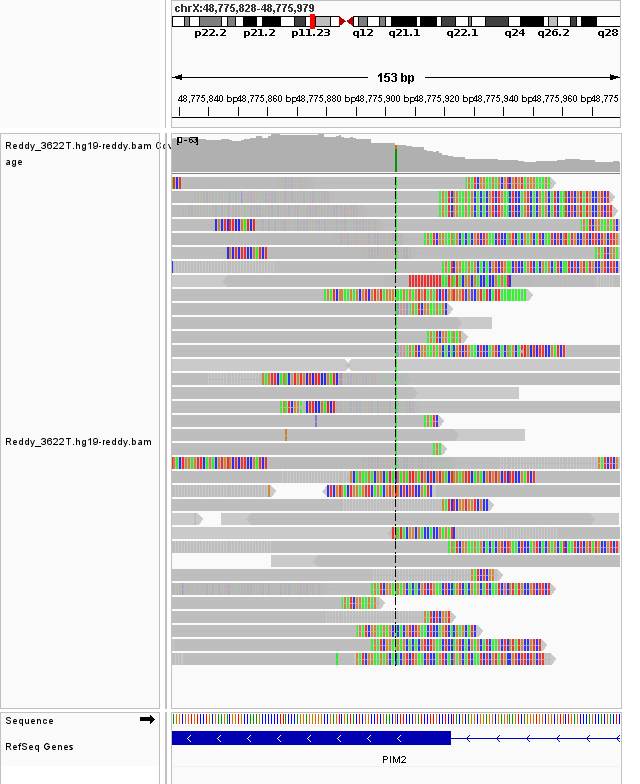 chrX:48,775,828-48,775,979
p22.2 p21.2 p11.23 q12 q21.1 q22.1 q24 q26.2 q28
153 bp
48,775,840 bp 48,775,860 bp 48,775,880 bp 48,775,900 bp 48,775,920 bp 48,775,940 bp 48,775,960 bp 48,775
Reddy_3622T.hg19-reddy.bam Cov
age
[0-63]
Reddy_3622T.hg19-reddy.bam
Sequence
RefSeq Genes
PIM2